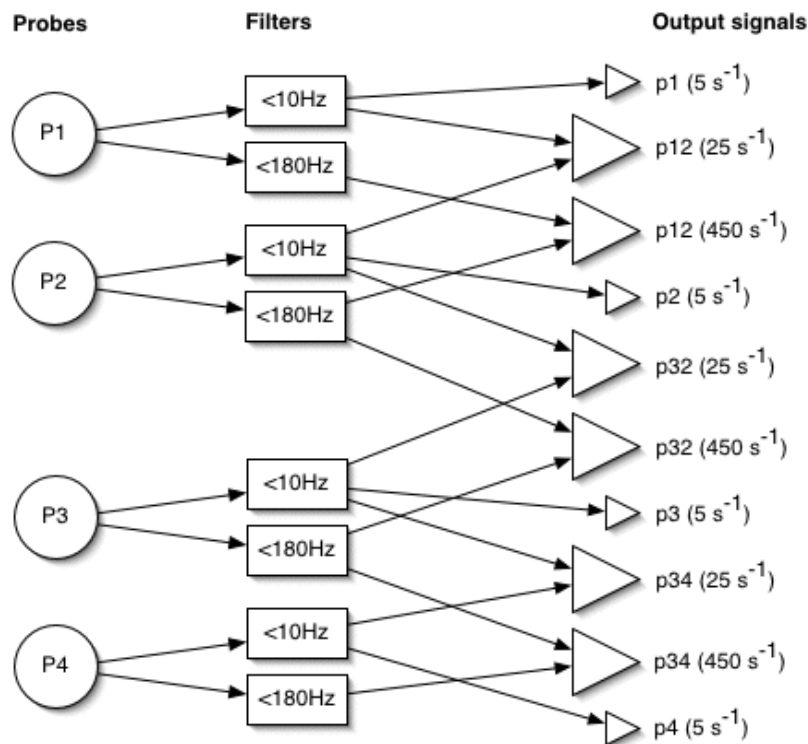 Probes Filters Output signals
P1
<10Hz
<180Hz
p1 (5 s⁻¹)
p12 (25 s⁻¹)
P2
<10Hz
<180Hz
p12 (450 s⁻¹)
p2 (5 s⁻¹)
p32 (25 s⁻¹)
P3
<10Hz
<180Hz
p32 (450 s⁻¹)
p3 (5 s⁻¹)
p34 (25 s⁻¹)
P4
<10Hz
<180Hz
p34 (450 s⁻¹)
p4 (5 s⁻¹)